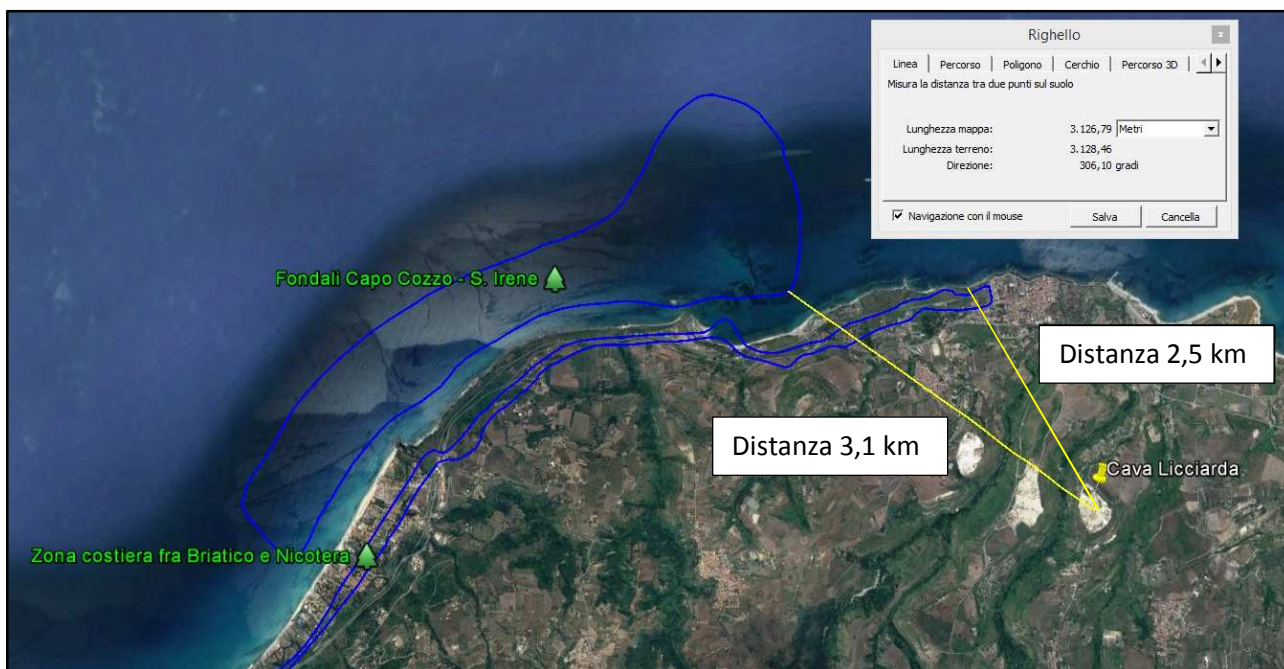 Righello
x
Linea Percorso Poligono Cerchio Percorso 3D
Misura la distanza tra due punti sul suolo
Lunghezza mappa: 3.126,79 Metri
Lunghezza terreno: 3.128,46
Direzione: 306,10 gradi
Navigazione con il mouse Salva Cancella
Fondali Capo Cozzo - S. Irene
Distanza 2,5 km
Distanza 3,1 km
Cava Licciarda
Zona costiera fra Briatico e Nicotera